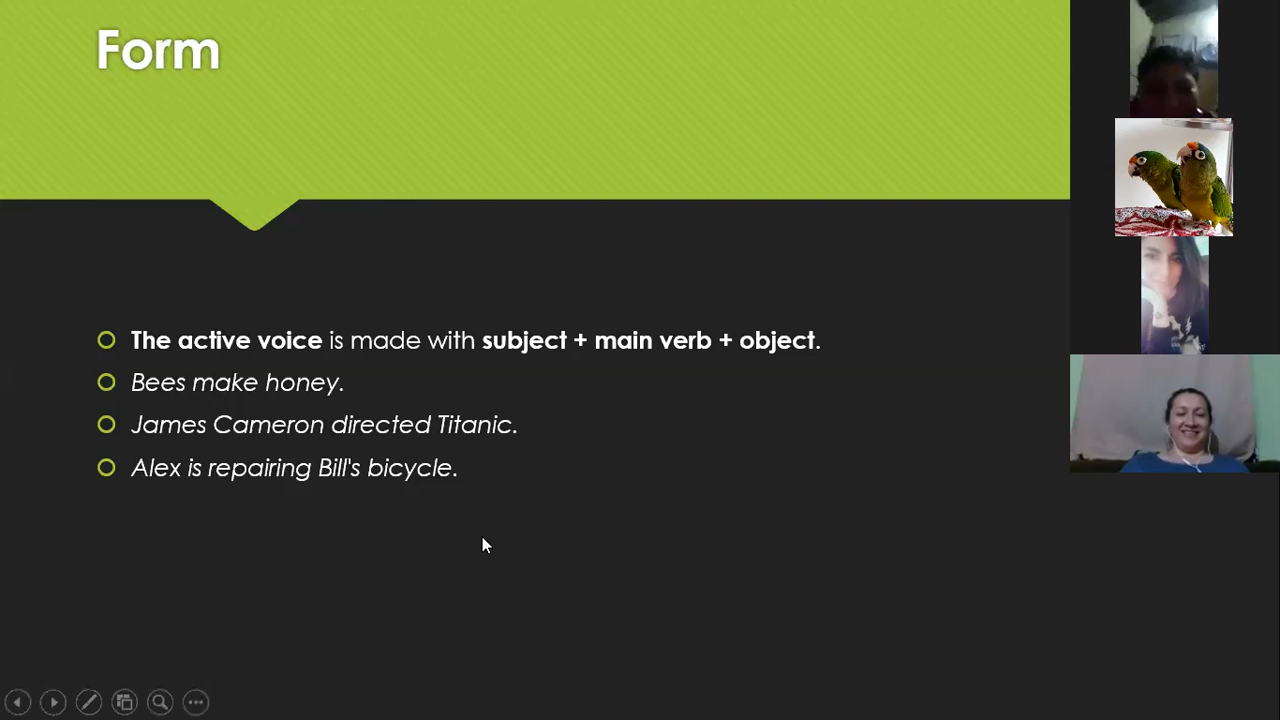 Form
The active voice is made with subject + main verb + object.
Bees make honey.
James Cameron directed Titanic.
Alex is repairing Bill's bicycle.